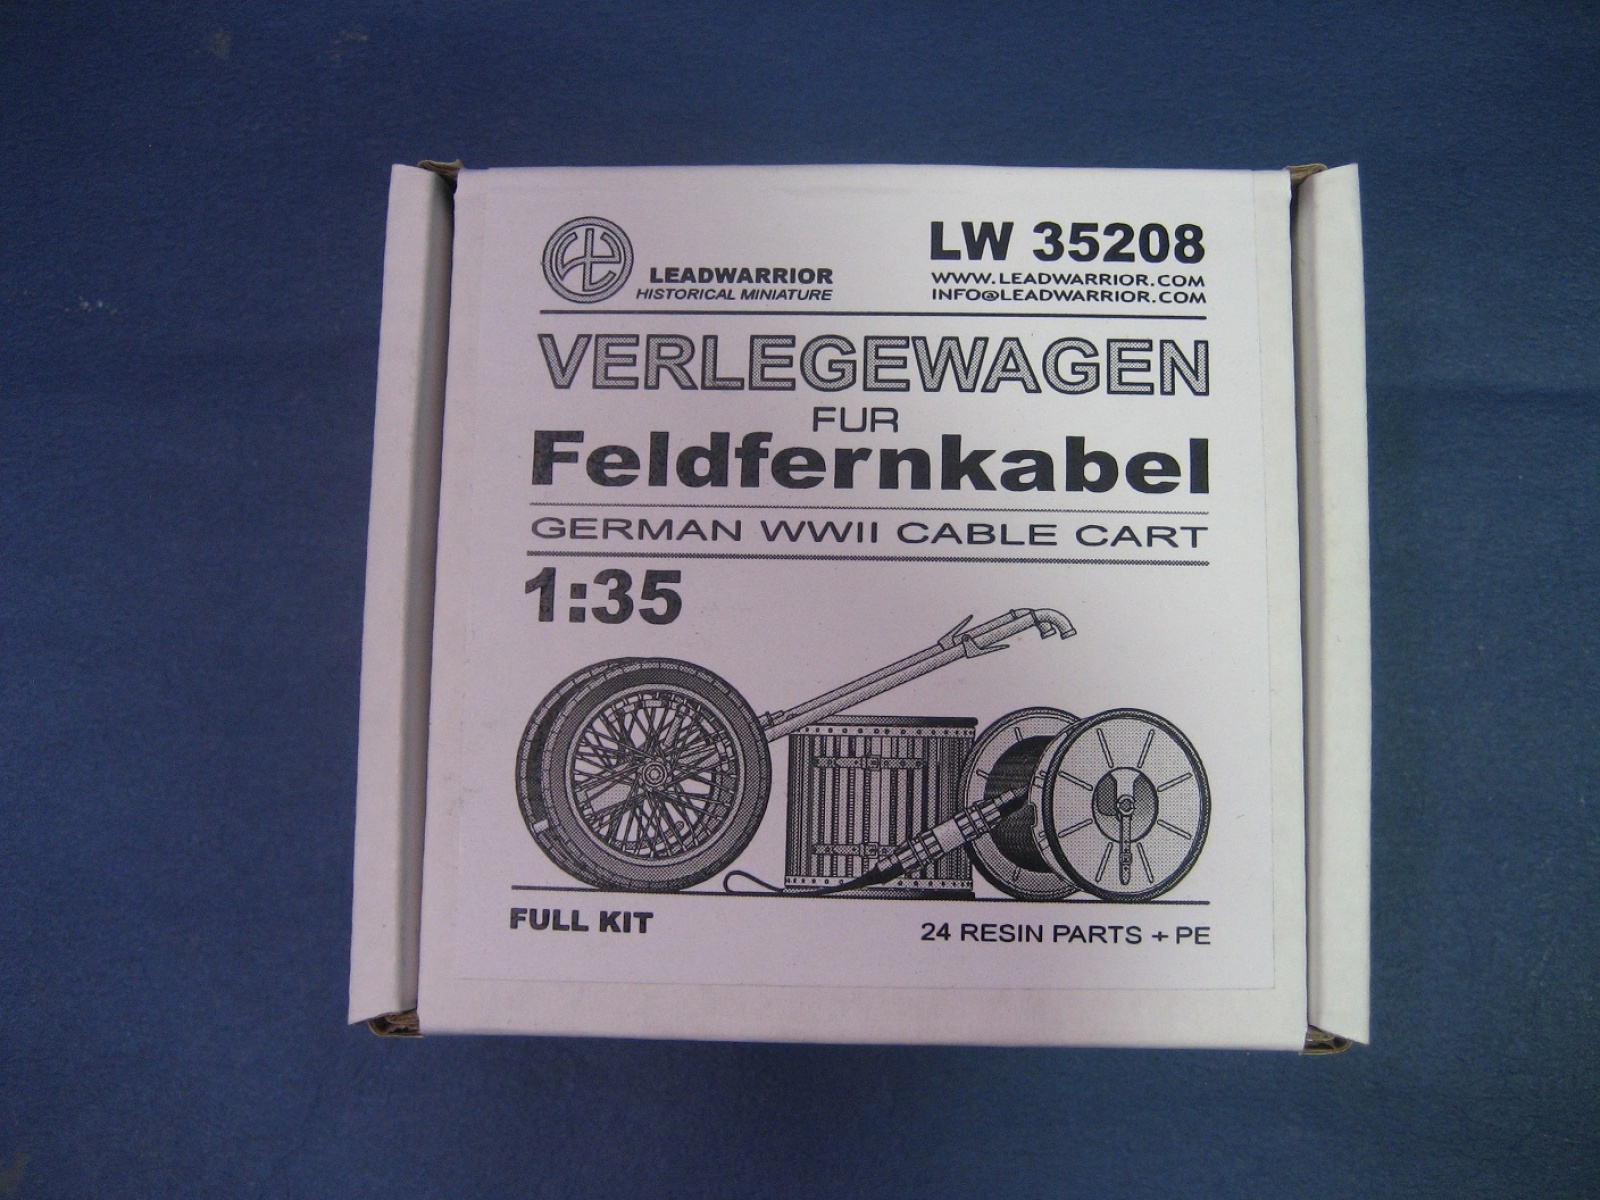 LW 35208
LEADWARRIOR
HISTORICAL MINIATURE
WWW.LEADWARRIOR.COM
INFO@LEADWARRIOR.COM
VERLEGEWAGEN
FUR
Feldfernkabel
GERMAN WWII CABLE CART
1:35
FULL KIT
24 RESIN PARTS + PE